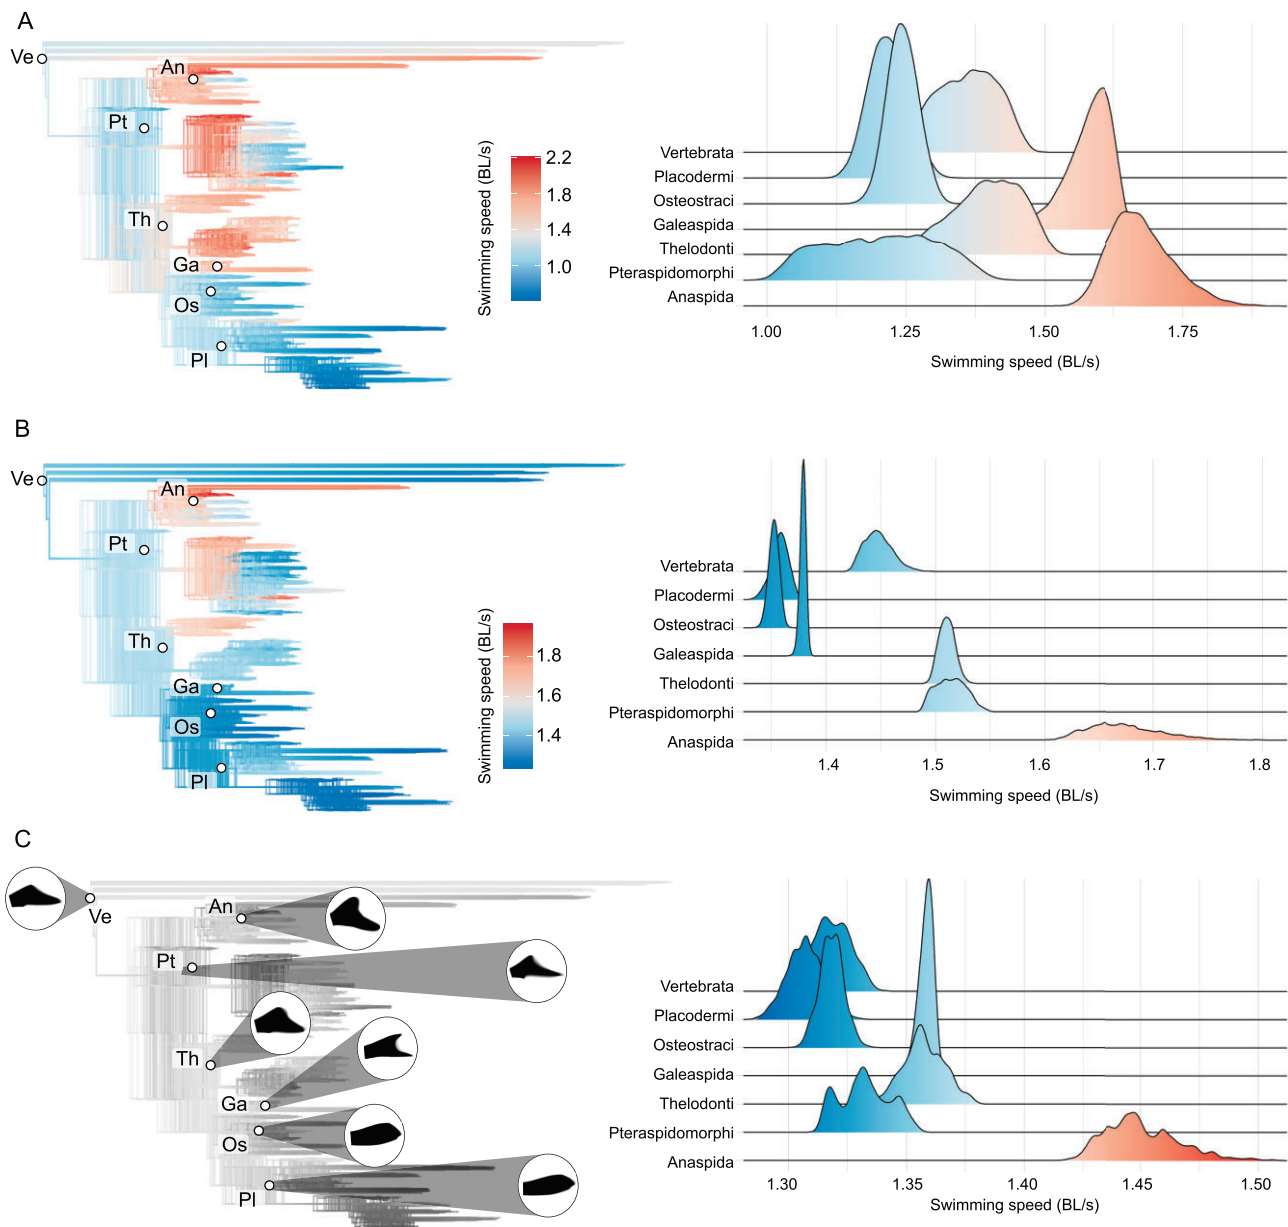 A
Ve
An
Pt
Th
Ga
Os
Pl
Swimming speed (BL/s)
2.2
1.8
1.4
1.0
Vertebrata
Placodermi
Osteostraci
Galeaspida
Thelodonti
Pteraspidomorphi
Anaspida
1.00 1.25 1.50 1.75
Swimming speed (BL/s)
B
Ve
An
Pt
Th
Ga
Os
Pl
Swimming speed (BL/s)
1.8
1.6
1.4
Vertebrata
Placodermi
Osteostraci
Galeaspida
Thelodonti
Pteraspidomorphi
Anaspida
1.4 1.5 1.6 1.7 1.8
Swimming speed (BL/s)
C
Ve
An
Pt
Th
Ga
Os
Pl
Vertebrata
Placodermi
Osteostraci
Galeaspida
Thelodonti
Pteraspidomorphi
Anaspida
1.30 1.35 1.40 1.45 1.50
Swimming speed (BL/s)